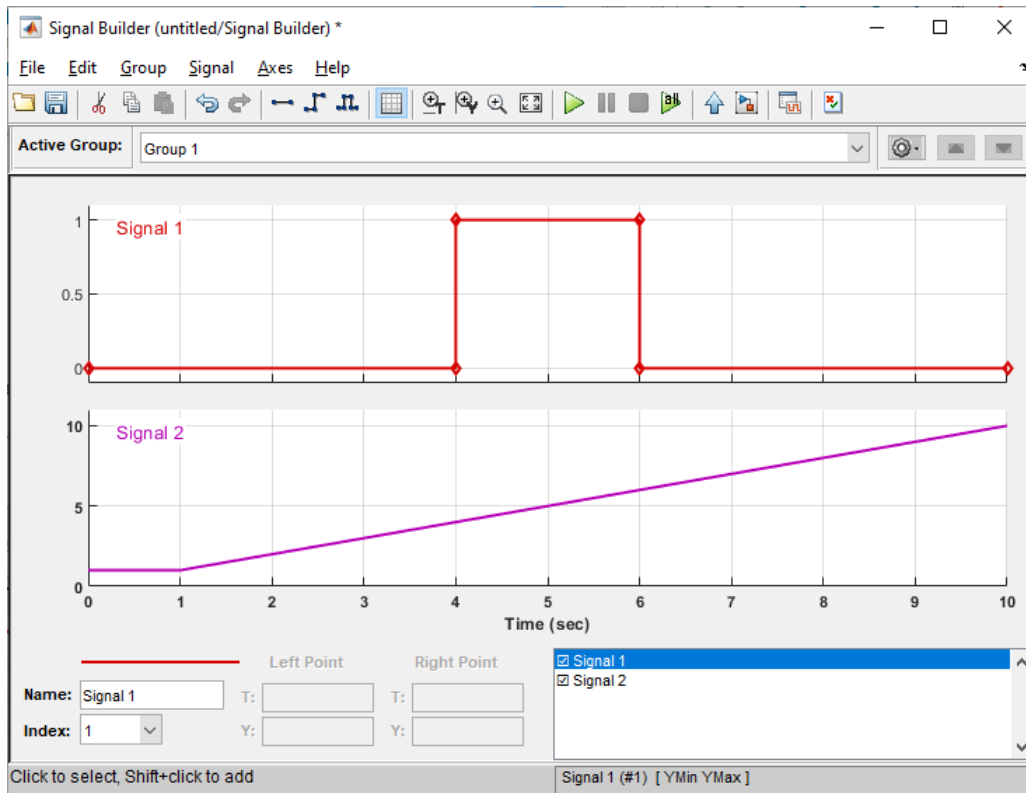 Signal Builder (untitled/Signal Builder) *
File Edit Group Signal Axes Help
Active Group: Group 1
1
Signal 1
0.5
0
10
Signal 2
5
0
0 1 2 3 4 5 6 7 8 9 10
Time (sec)
Left Point Right Point
Name: Signal 1 T: T:
Index: 1 Y: Y:
Signal 1
Signal 2
Click to select, Shift+click to add
Signal 1 (#1) [ YMin YMax ]